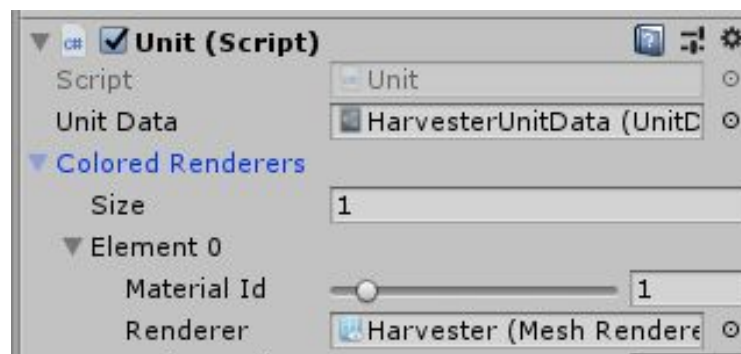 Unit (Script)
Script Unit
Unit Data HarvesterUnitData (UnitD
Colored Renderers
Size 1
Element 0
Material Id 1
Renderer Harvester (Mesh Rendere